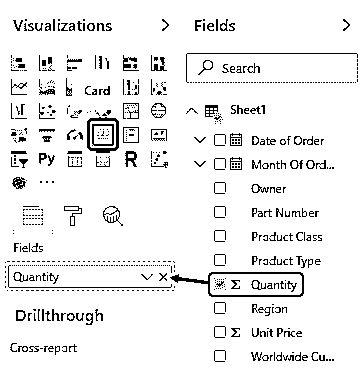 Visualizations
Card
Py
R
...
Fields
Quantity
Drillthrough
Cross-report
Fields
Search
Sheet1
Date of Order
Month Of Ord...
Owner
Part Number
Product Class
Product Type
Σ Quantity
Region
Σ Unit Price
Worldwide Cu...